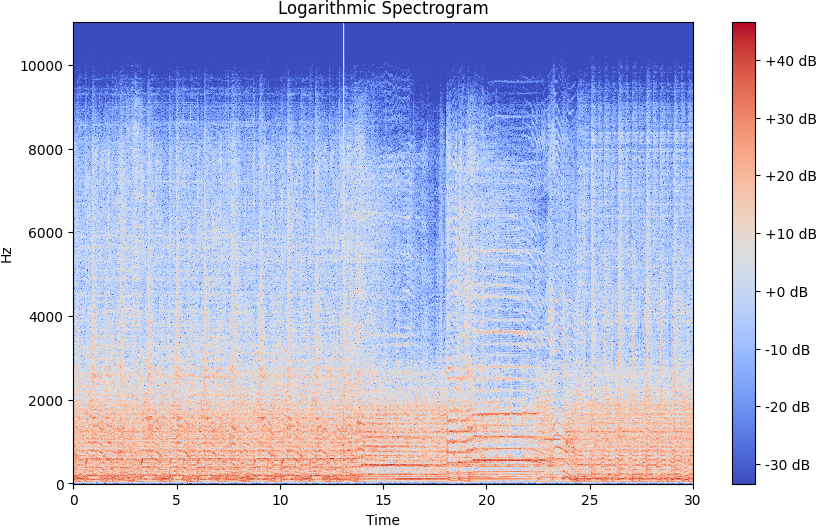 Logarithmic Spectrogram
Hz
10000
8000
6000
4000
2000
0
0 5 10 15 20 25 30
Time
+40 dB
+30 dB
+20 dB
+10 dB
+0 dB
-10 dB
-20 dB
-30 dB